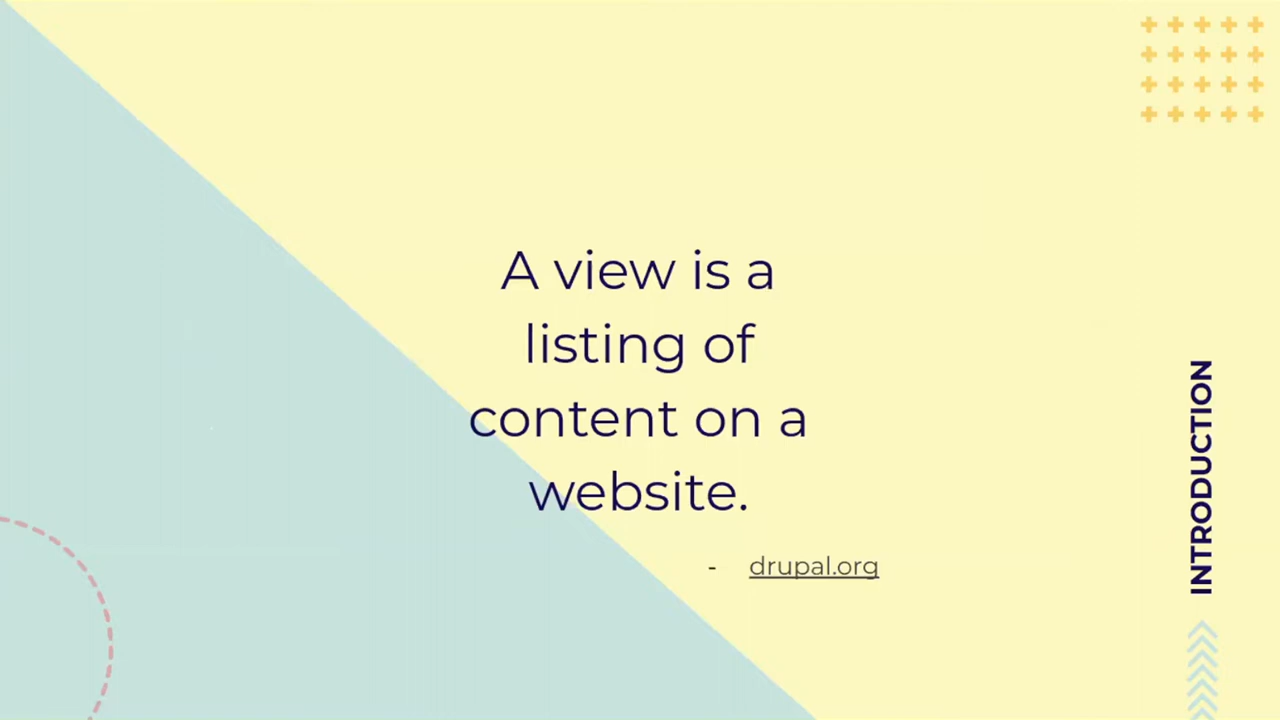 A view is a
listing of
content on a
website.
- drupal.org
INTRODUCTION